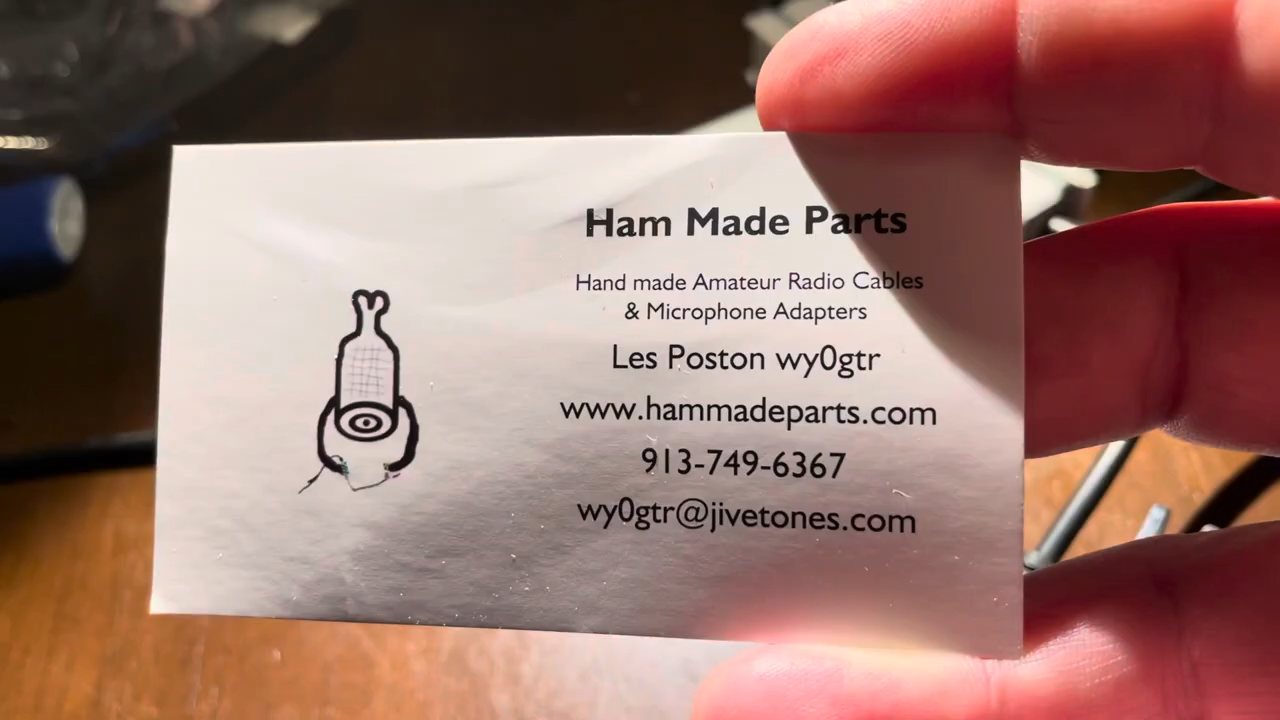 Ham Made Parts
Hand made Amateur Radio Cables
& Microphone Adapters
Les Poston wy0gtr
www.hammadeparts.com
913-749-6367
wy0gtr@jivetones.com